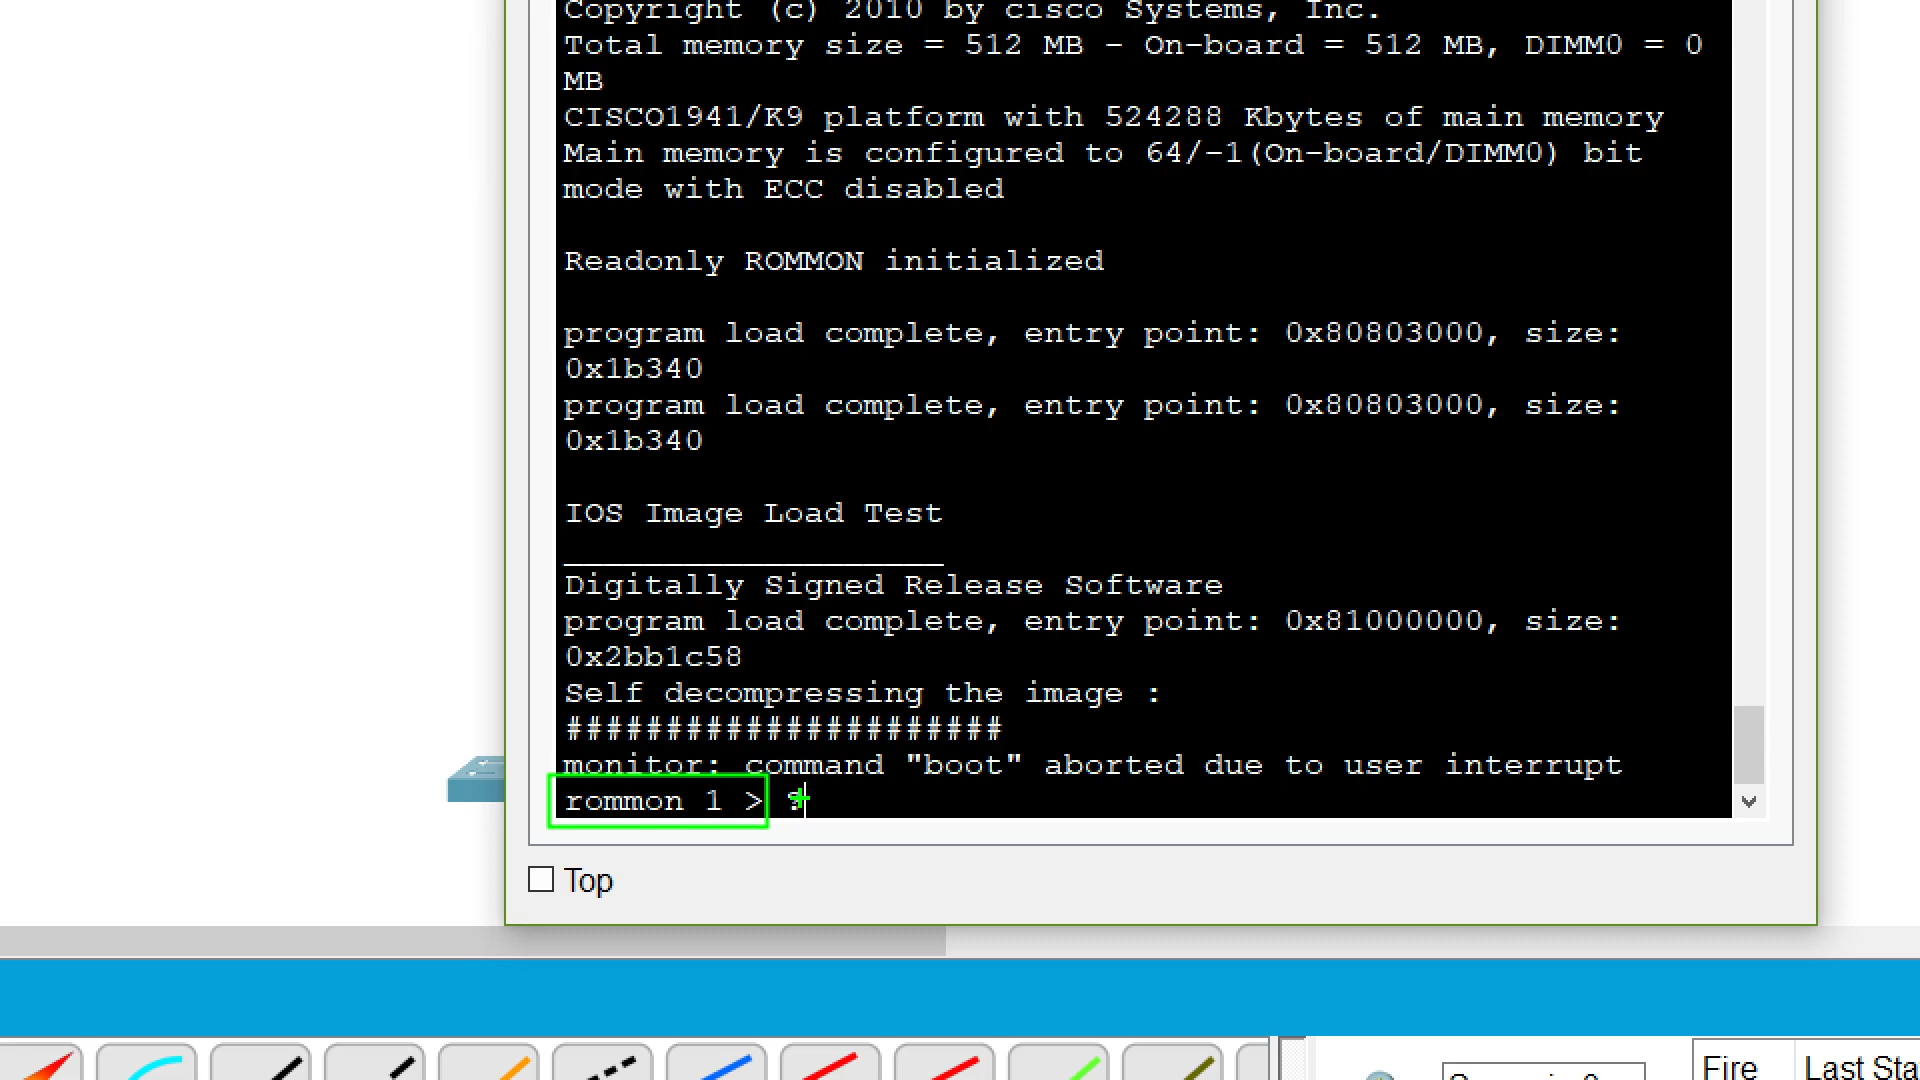 Copyright (c) 2010 by cisco Systems, Inc.
Total memory size = 512 MB - On-board = 512 MB, DIMM0 = 0
MB
CISCO1941/K9 platform with 524288 Kbytes of main memory
Main memory is configured to 64/-1(On-board/DIMM0) bit
mode with ECC disabled
Readonly ROMMON initialized
program load complete, entry point: 0x80803000, size:
0x1b340
program load complete, entry point: 0x80803000, size:
0x1b340
IOS Image Load Test
___________________
Digitally Signed Release Software
program load complete, entry point: 0x81000000, size:
0x2bb1c58
Self decompressing the image :
######################
monitor: command "boot" aborted due to user interrupt
rommon 1 > ?
Top
Fire
Last Sta